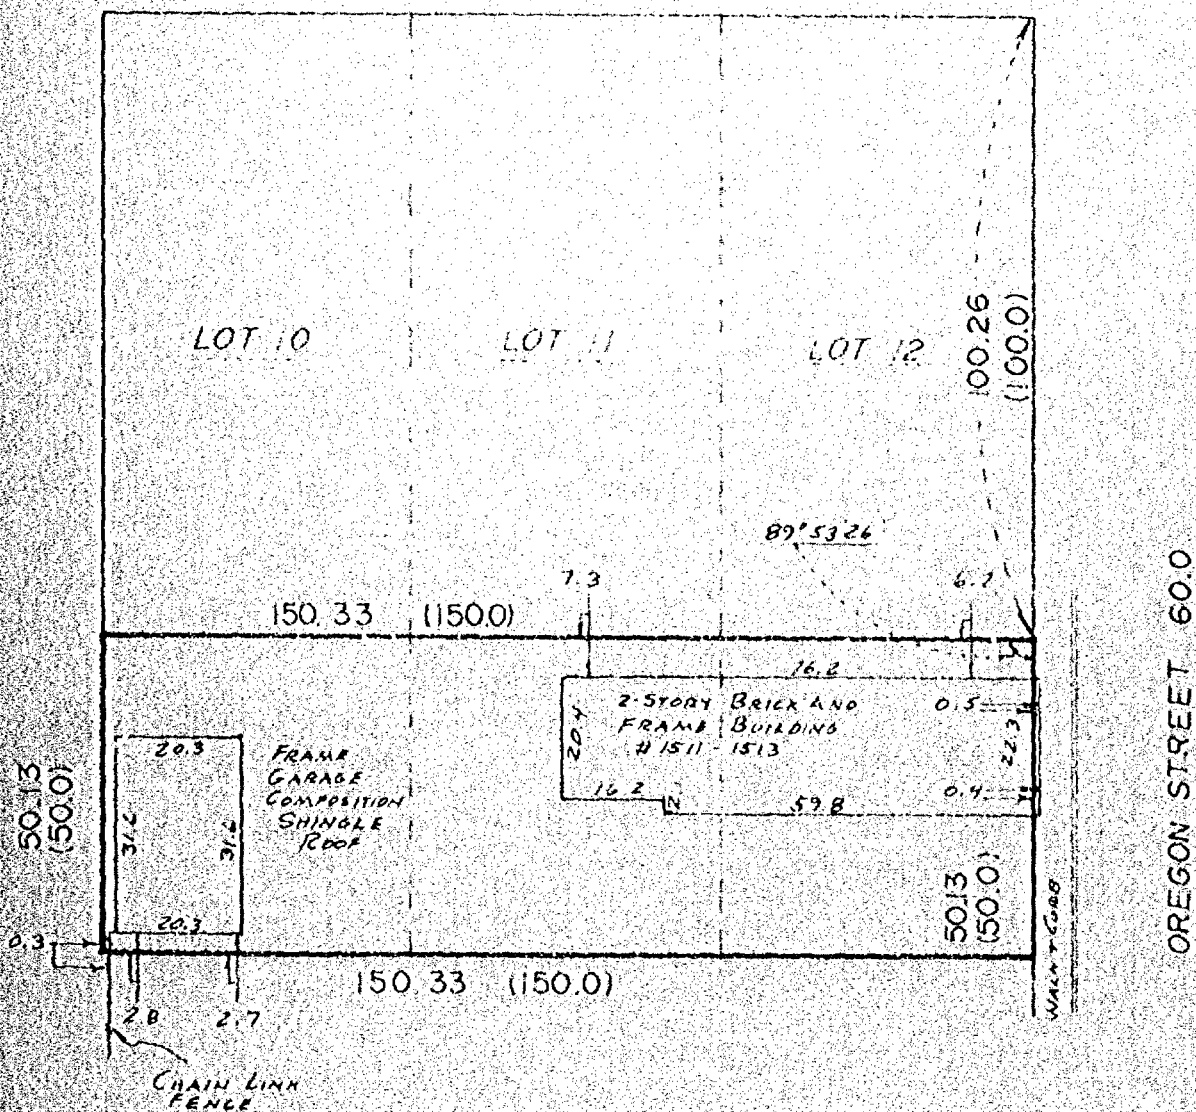 LOT 10
LOT 11
LOT 12
100.26
(100.0)
89°53'26
7.3
150.33 (150.0)
OREGON STREET 60.0
2-STORY BRICK AND
FRAME BUILDING
# 1511 - 1513
20.4
0.5
22.3
16.2
59.8
0.4
20.3
FRAME
GARAGE
COMPOSITION
SHINGLE
ROOF
31.6
31.6
20.3
50.13
(50.0)
50.13
(50.0)
WALK & CURB
0.3
150.33 (150.0)
2.8
2.7
CHAIN LINK
FENCE